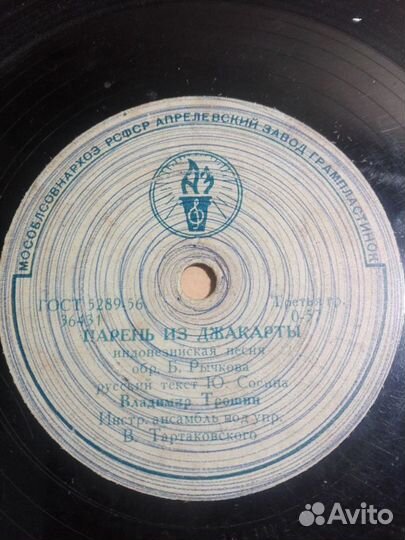 МОСОБЛСОВНАРХОЗ РСФСР АПРЕЛЕВСКИЙ ЗАВОД ГРАМПЛАСТИНОК
АЗ
ГОСТ 5289-56 Третья гр.
36431 0-57
ПАРЕНЬ ИЗ ДЖАКАРТЫ
индонезийская песня
обр. Б. Рычкова
русский текст Ю. Сосина
Владимир Трошин
Инстр. ансамбль под упр.
В. Тартаковского
Avito